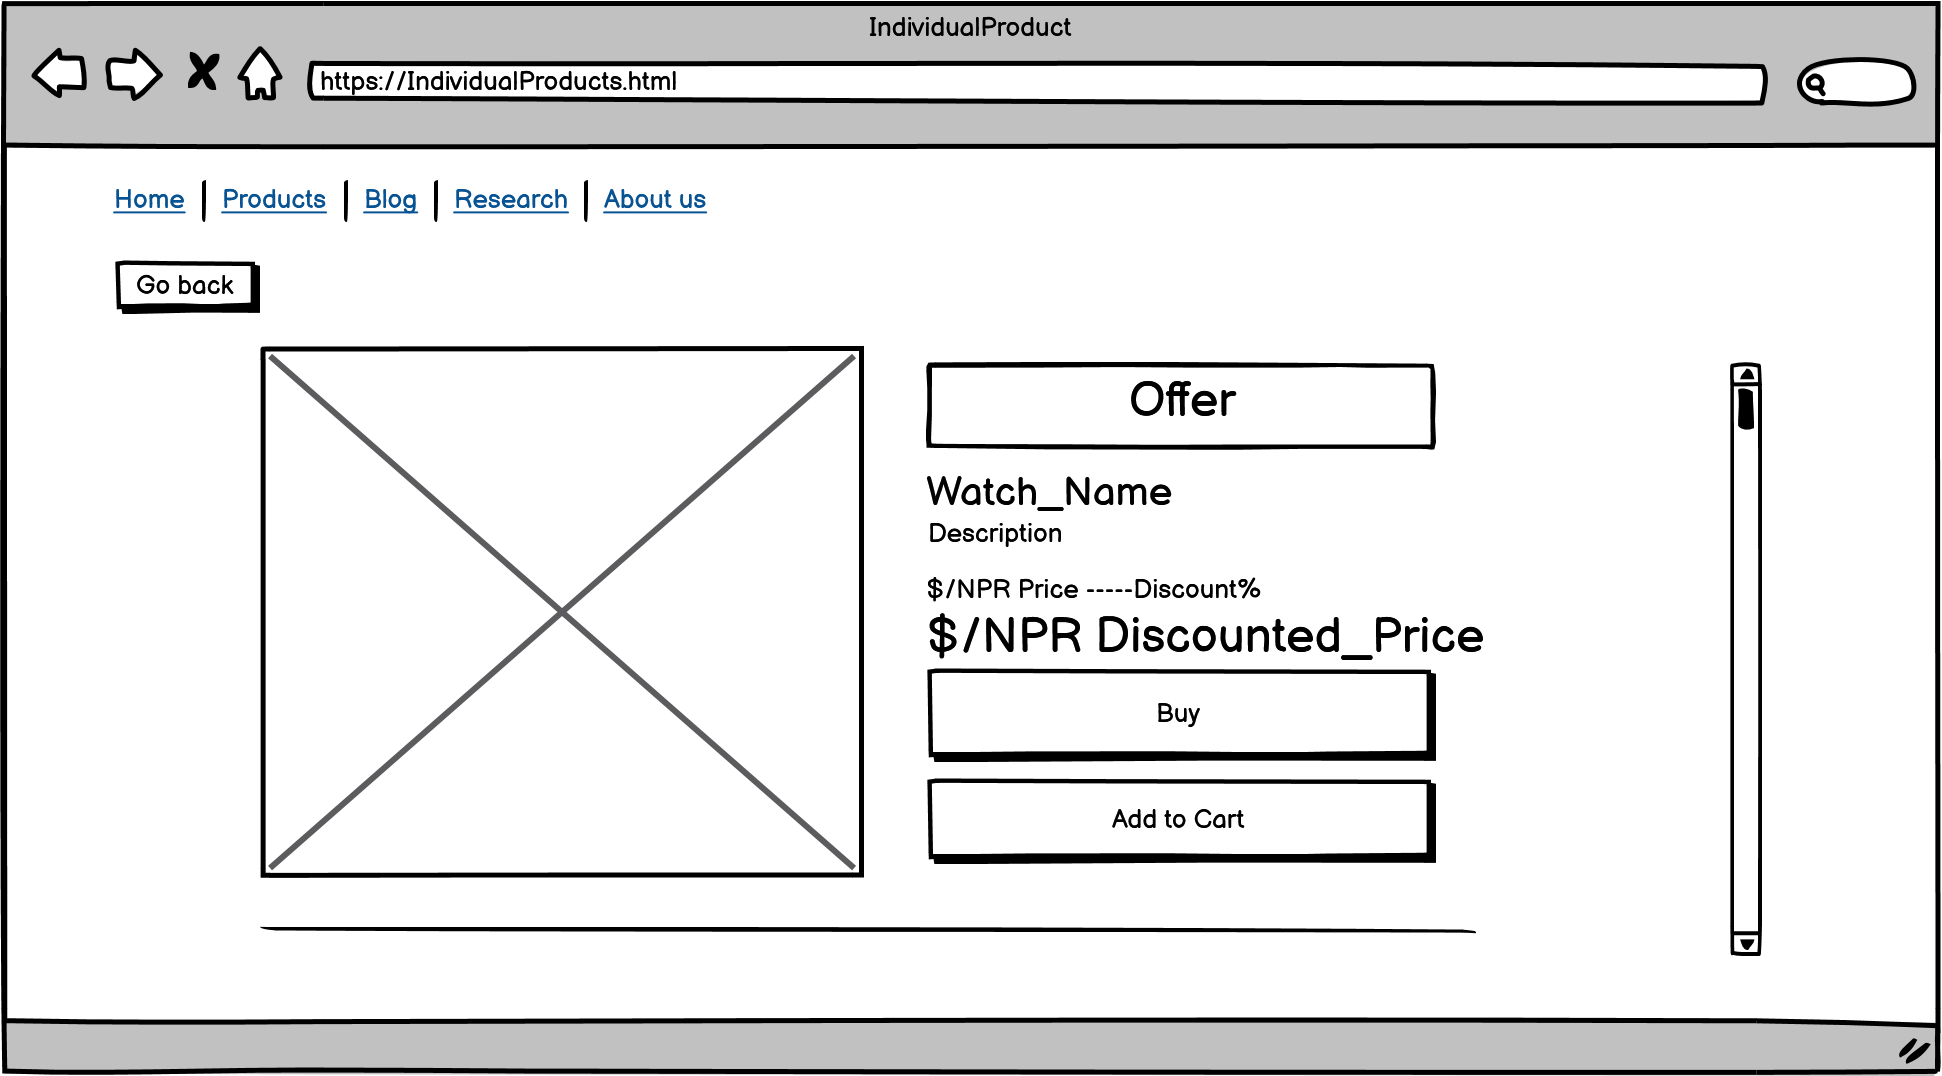 IndividualProduct
https://IndividualProducts.html
Home Products Blog Research About us
Go back
Offer
Watch_Name
Description
$/NPR Price -----Discount%
$/NPR Discounted_Price
Buy
Add to Cart